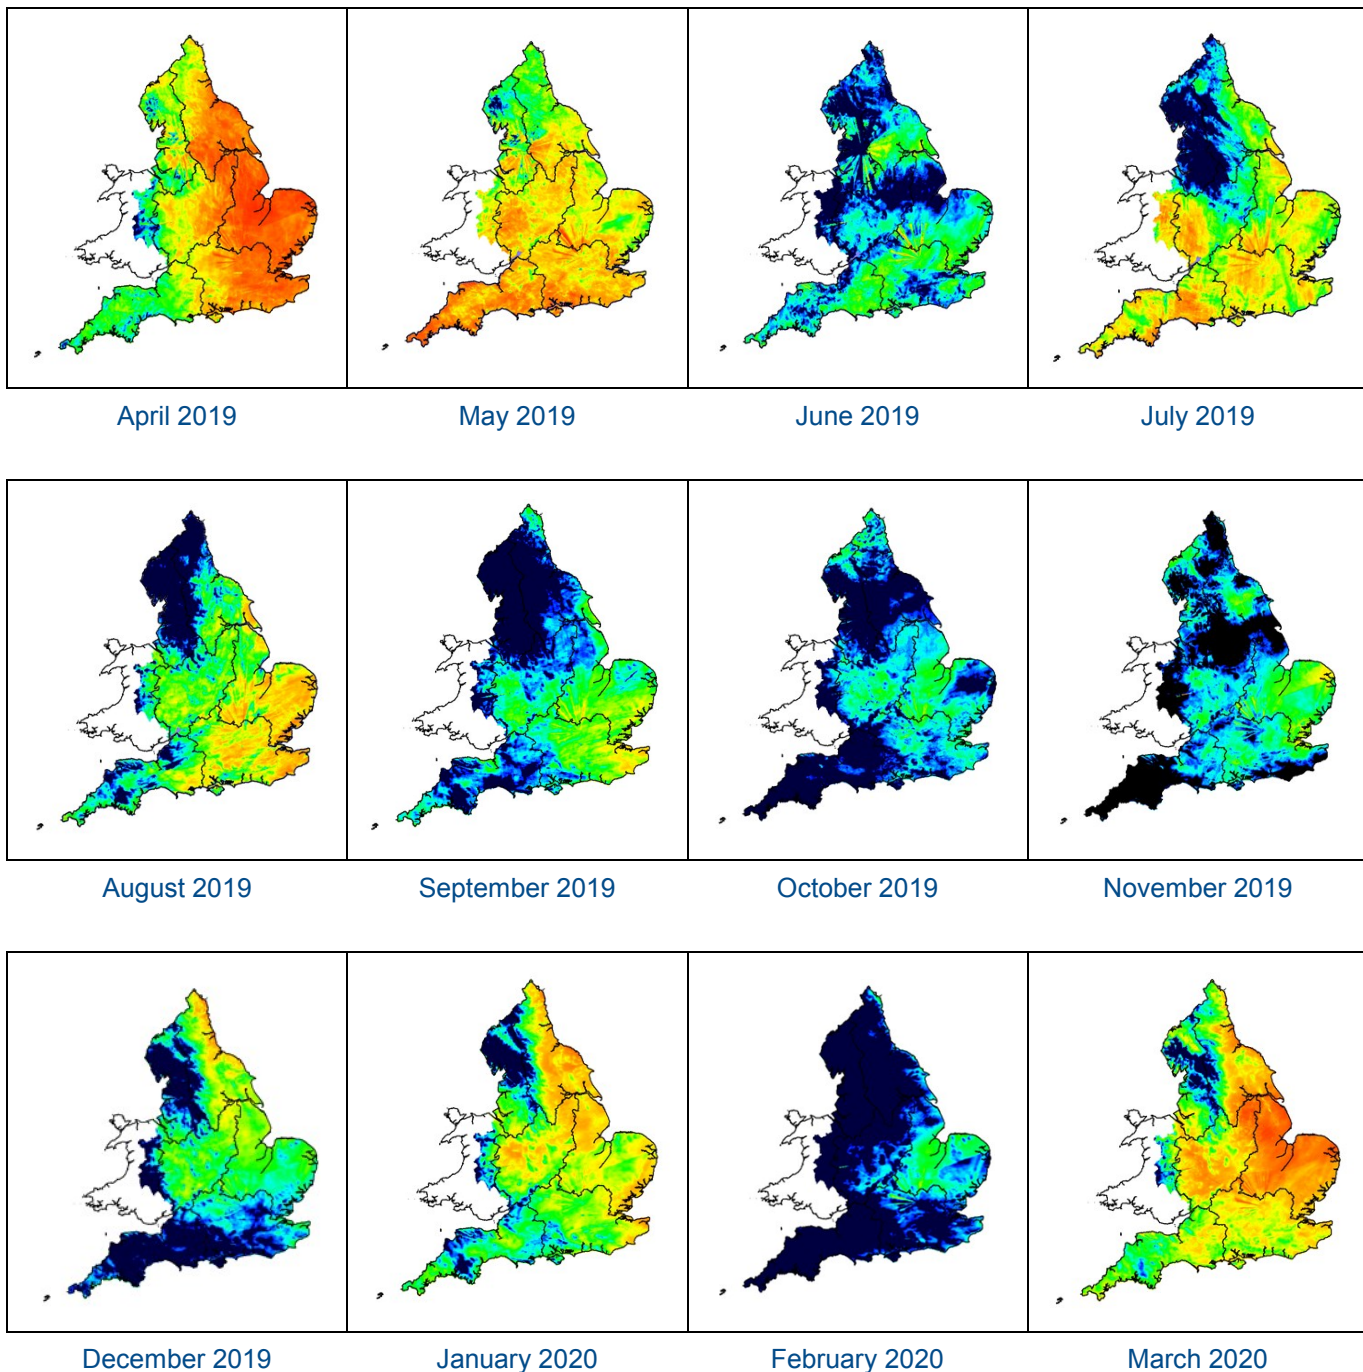 April 2019
May 2019
June 2019
July 2019
August 2019
September 2019
October 2019
November 2019
December 2019
January 2020
February 2020
March 2020